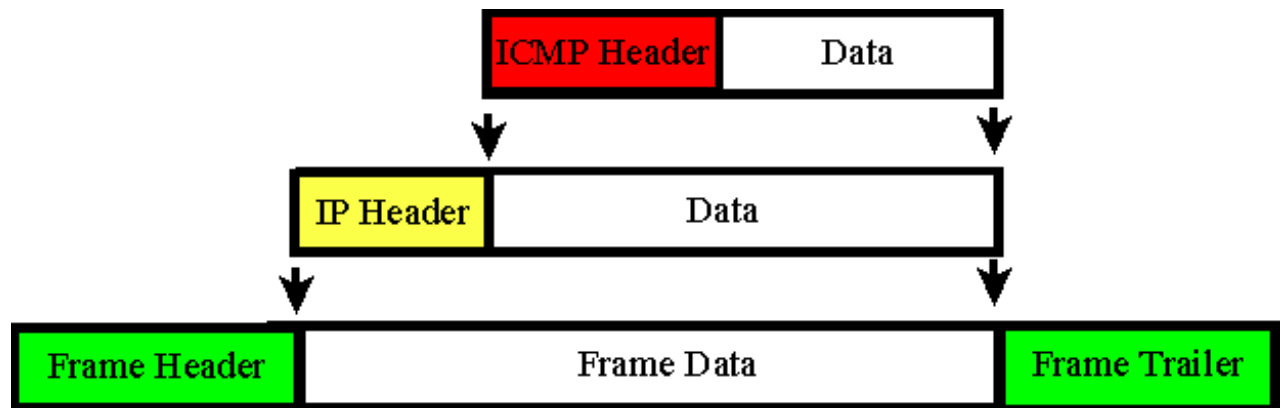 ICMP Header Data
IP Header Data
Frame Header Frame Data Frame Trailer